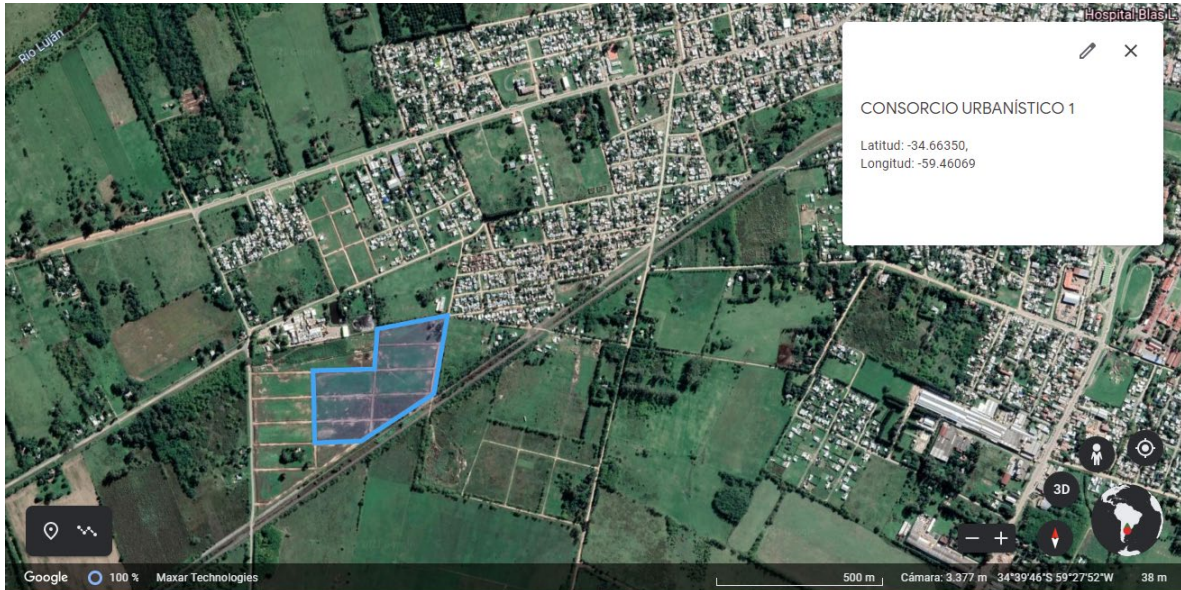 Hospital Blas L.
Río Luján
CONSORCIO URBANÍSTICO 1
Latitud: -34.66350,
Longitud: -59.46069
3D
Google
100 %
Maxar Technologies
500 m
Cámara: 3.377 m
34°39'46"S 59°27'52"W
38 m